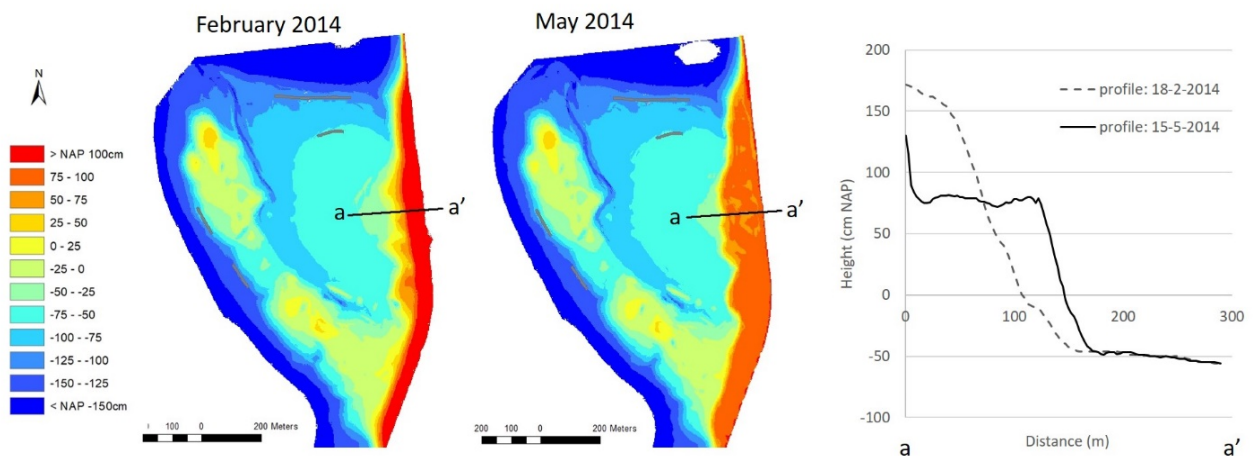 February 2014
May 2014
N
> NAP 100cm
75 - 100
50 - 75
25 - 50
0 - 25
-25 - 0
-50 - -25
-75 - -50
-100 - -75
-125 - -100
-150 - -125
< NAP -150cm
a a'
a a'
100 0 200 Meters
200 100 0 200 Meters
200
150
100
50
0
-50
-100
Height (cm NAP)
profile: 18-2-2014
profile: 15-5-2014
0 100 200 300
Distance (m)
a a'